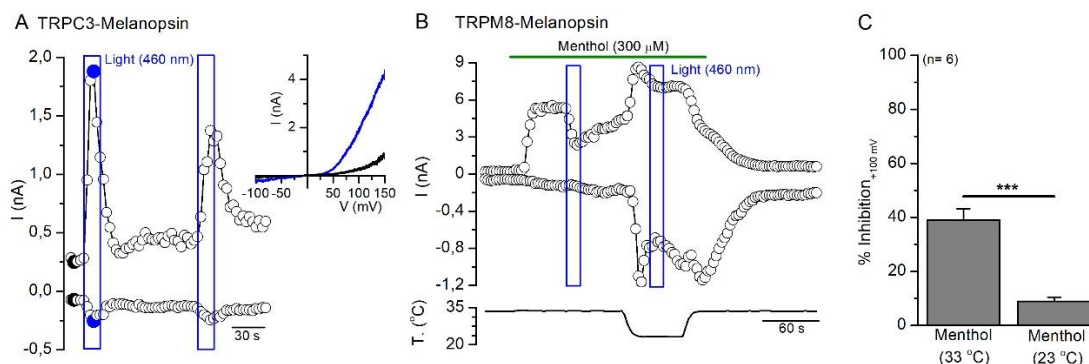 A TRPC3-Melanopsin
2,0
1,5
1,0
0,5
0,0
-0,5
I (nA)
Light (460 nm)
30 s
4
3
2
1
I (nA)
-100 -50
50 100 150
V (mV)
B TRPM8-Melanopsin
Menthol (300 µM)
Light (460 nm)
9
6
3
0
-0,4
-0,8
-1,2
I (nA)
35
20
T. (°C)
60 s
C
(n= 6)
100
80
60
40
20
0
% Inhibition+100 mV
***
Menthol Menthol
(33 °C) (23 °C)